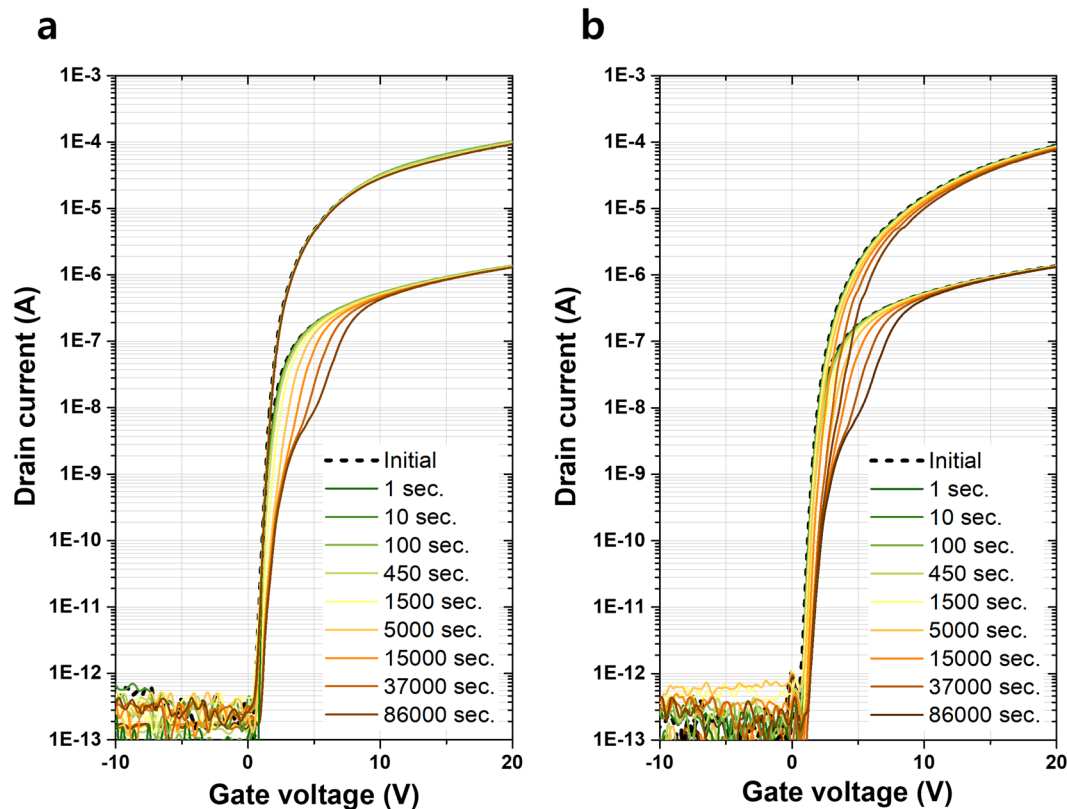 a
1E-3
1E-4
1E-5
1E-6
1E-7
1E-8
1E-9
1E-10
1E-11
1E-12
1E-13
Drain current (A)
-10
0
10
20
Gate voltage (V)
Initial
1 sec.
10 sec.
100 sec.
450 sec.
1500 sec.
5000 sec.
15000 sec.
37000 sec.
86000 sec.
b
1E-3
1E-4
1E-5
1E-6
1E-7
1E-8
1E-9
1E-10
1E-11
1E-12
1E-13
Drain current (A)
-10
0
10
20
Gate voltage (V)
Initial
1 sec.
10 sec.
100 sec.
450 sec.
1500 sec.
5000 sec.
15000 sec.
37000 sec.
86000 sec.